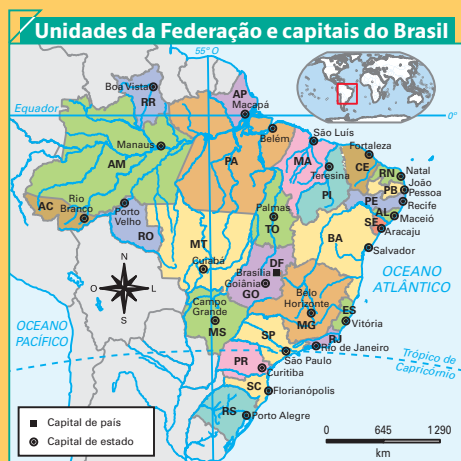 Unidades da Federação e capitais do Brasil
55° O
Boa Vista
RR
AP
Macapá
Equador
0°
Belém
São Luís
Fortaleza
Manaus
AM
PA
MA
Teresina
CE
RN
Natal
PB
João
Pessoa
PI
PE
Recife
AL
Maceió
SE
Aracaju
AC
Rio
Branco
Porto
Velho
RO
Palmas
TO
MT
BA
Salvador
Cuiabá
DF
Brasília
Goiânia
GO
OCEANO
ATLÂNTICO
N
O
L
S
Campo
Grande
MS
Belo
Horizonte
MG
ES
Vitória
OCEANO
PACÍFICO
SP
RJ
Rio de Janeiro
São Paulo
Trópico de
Capricórnio
PR
Curitiba
SC
Florianópolis
RS
Porto Alegre
Capital de país
Capital de estado
0 645 1 290
km